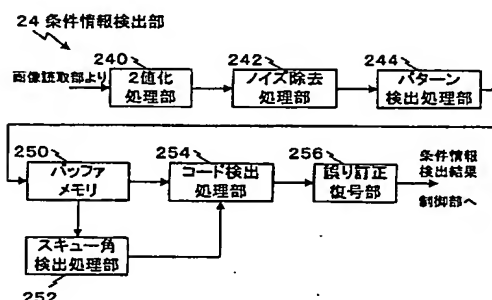 24 条件情報検出部
240
242
244
画像読取部より
2値化
処理部
ノイズ除去
処理部
パターン
検出処理部
250
254
256
バッファ
メモリ
コード検出
処理部
誤り訂正
復号部
条件情報
検出結果
制御部へ
スキュー角
検出処理部
252